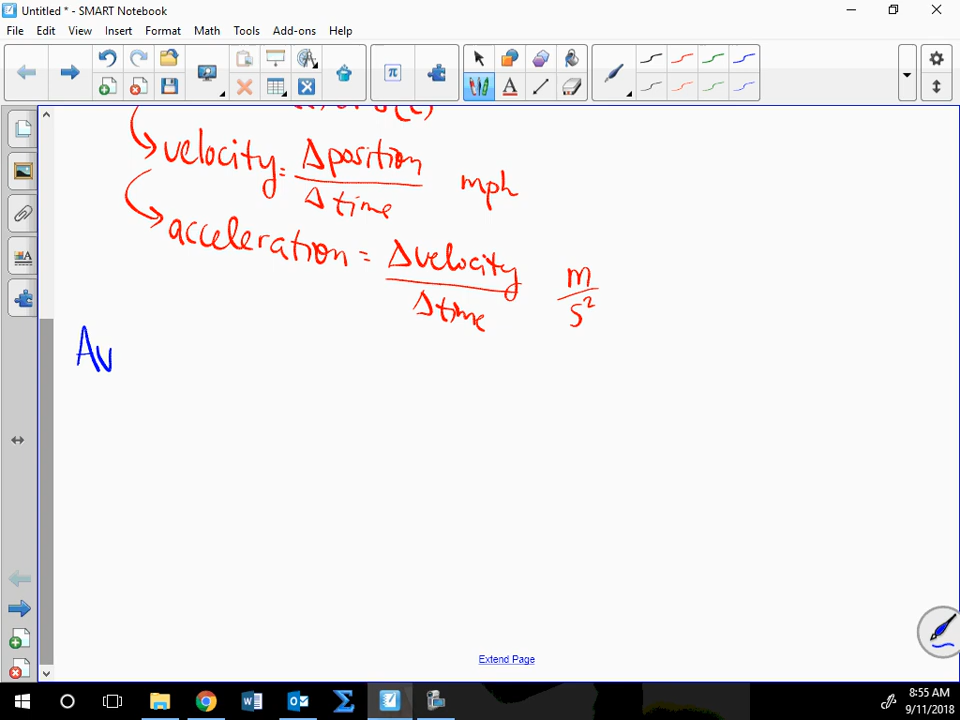 Untitled * - SMART Notebook
File Edit View Insert Format Math Tools Add-ons Help
velocity = Δposition / Δtime mph
acceleration = Δvelocity / Δtime m / s²
Av
Extend Page
8:55 AM
9/11/2018